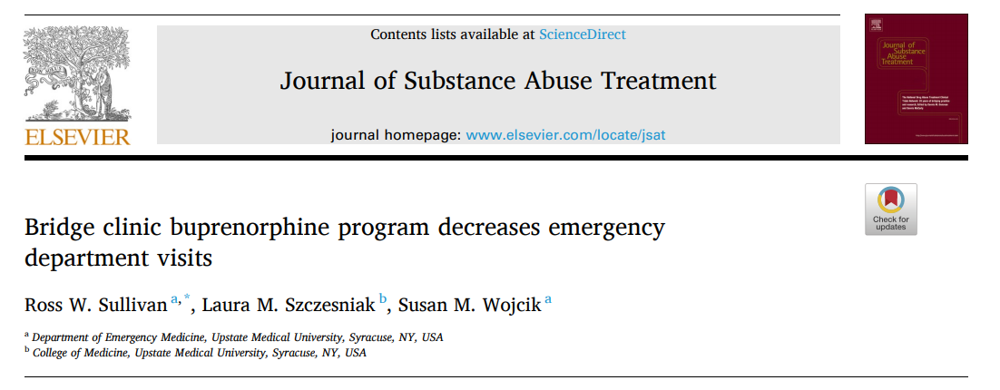 Contents lists available at ScienceDirect
Journal of Substance Abuse Treatment
journal homepage: www.elsevier.com/locate/jsat
ELSEVIER
Journal of
Substance
Abuse
Treatment
Check for
updates
Bridge clinic buprenorphine program decreases emergency
department visits
Ross W. Sullivan a,*, Laura M. Szczesniak b, Susan M. Wojcik a
a Department of Emergency Medicine, Upstate Medical University, Syracuse, NY, USA
b College of Medicine, Upstate Medical University, Syracuse, NY, USA